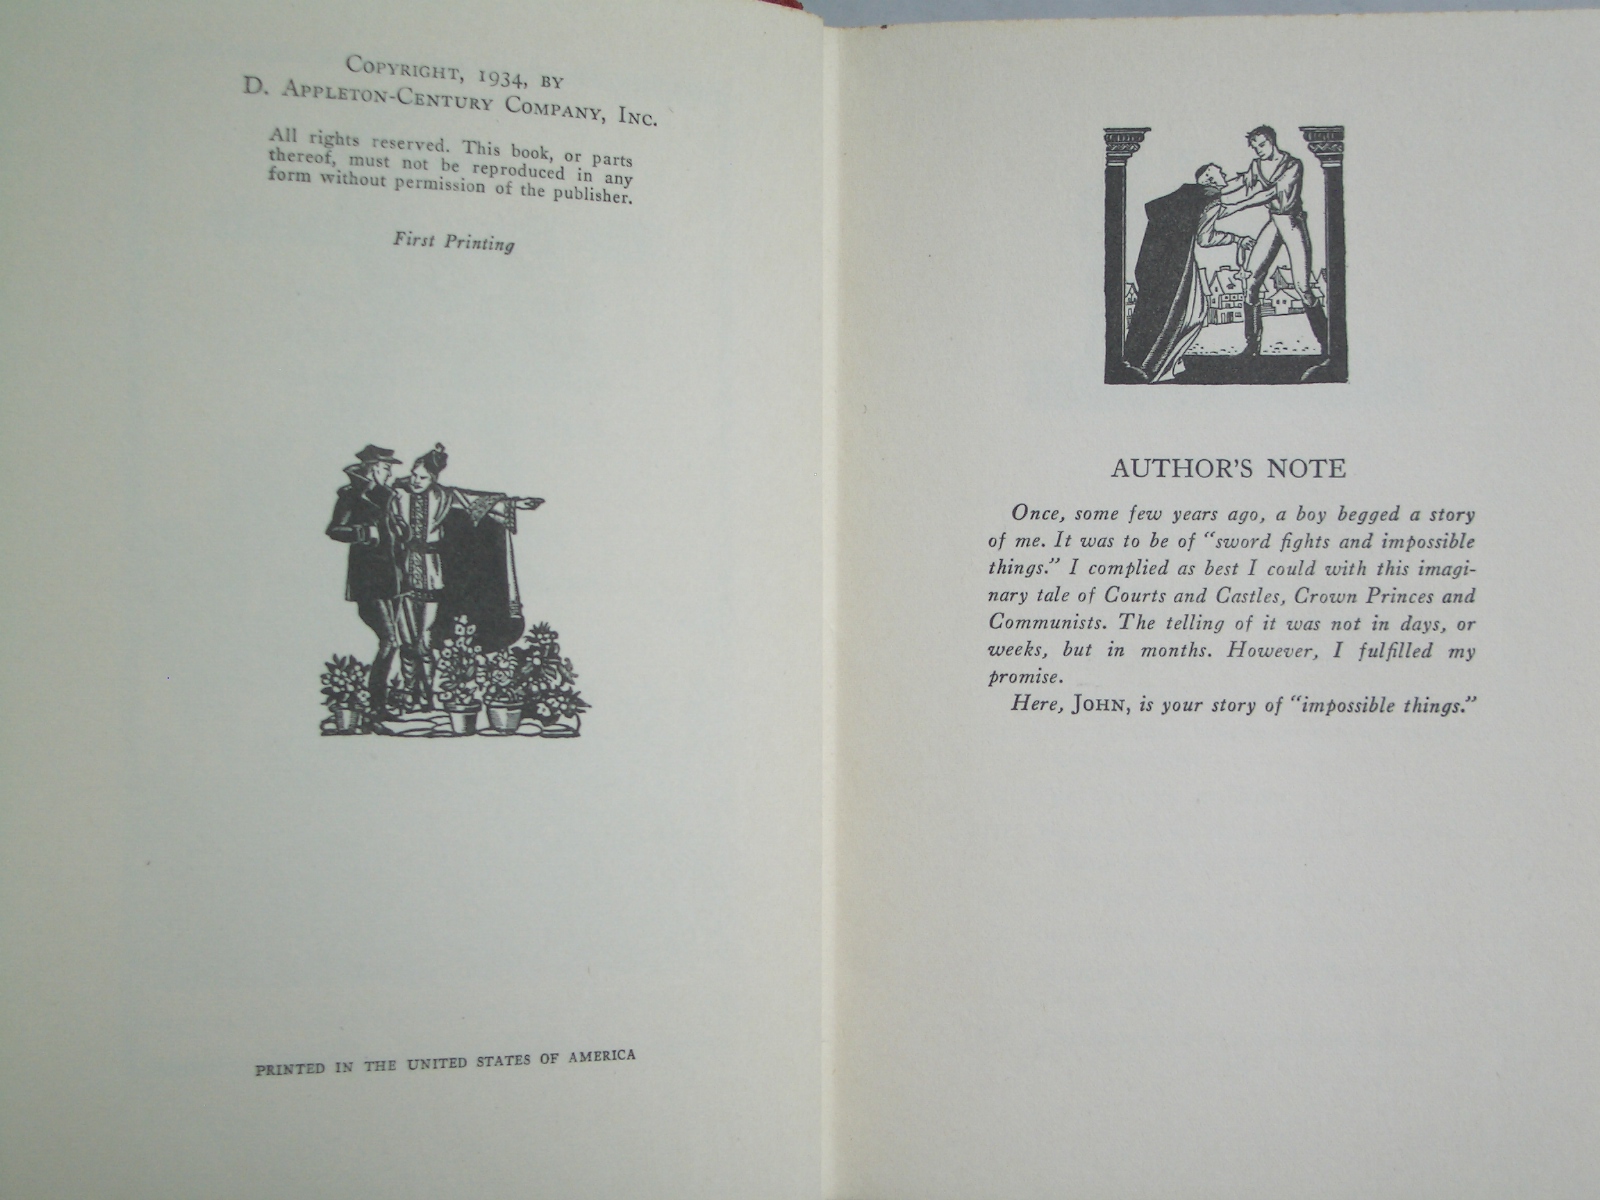 COPYRIGHT, 1934, BY
D. APPLETON-CENTURY COMPANY, INC.
All rights reserved. This book, or parts
thereof, must not be reproduced in any
form without permission of the publisher.
First Printing
PRINTED IN THE UNITED STATES OF AMERICA
AUTHOR'S NOTE
Once, some few years ago, a boy begged a story
of me. It was to be of "sword fights and impossible
things." I complied as best I could with this imagi-
nary tale of Courts and Castles, Crown Princes and
Communists. The telling of it was not in days, or
weeks, but in months. However, I fulfilled my
promise.
Here, JOHN, is your story of "impossible things."